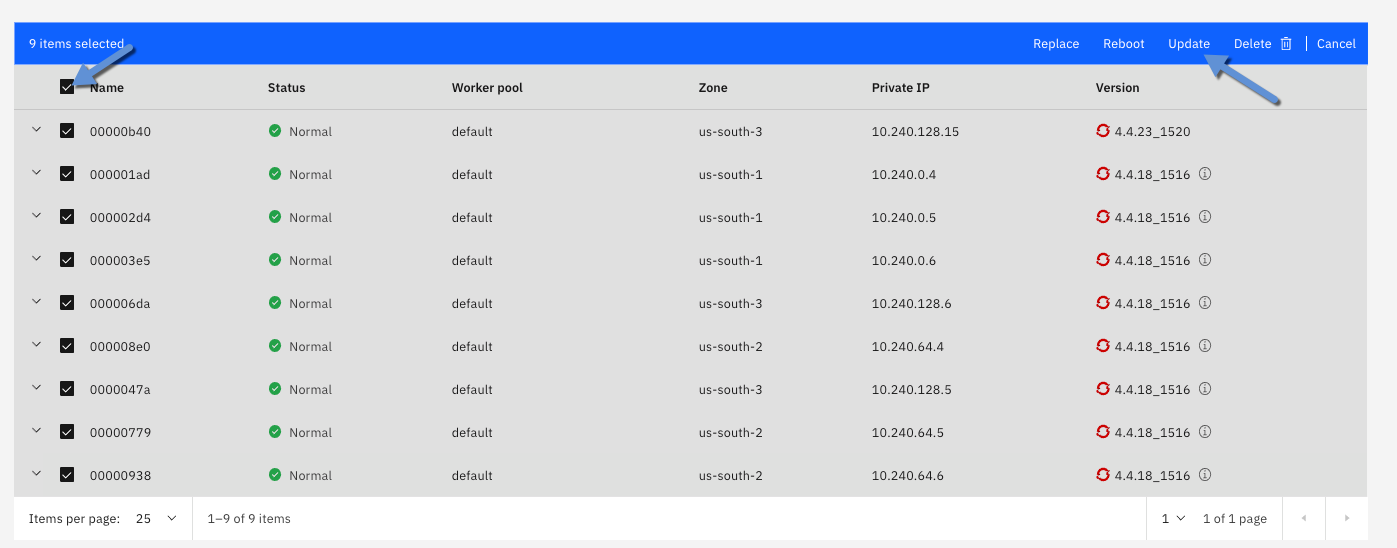 9 items selected Replace Reboot Update Delete Cancel
Name Status Worker pool Zone Private IP Version
00000b40 Normal default us-south-3 10.240.128.15 4.4.23_1520
000001ad Normal default us-south-1 10.240.0.4 4.4.18_1516
000002d4 Normal default us-south-1 10.240.0.5 4.4.18_1516
000003e5 Normal default us-south-1 10.240.0.6 4.4.18_1516
000006da Normal default us-south-3 10.240.128.6 4.4.18_1516
000008e0 Normal default us-south-2 10.240.64.4 4.4.18_1516
0000047a Normal default us-south-3 10.240.128.5 4.4.18_1516
00000779 Normal default us-south-2 10.240.64.5 4.4.18_1516
00000938 Normal default us-south-2 10.240.64.6 4.4.18_1516
Items per page: 25 1–9 of 9 items 1 1 of 1 page